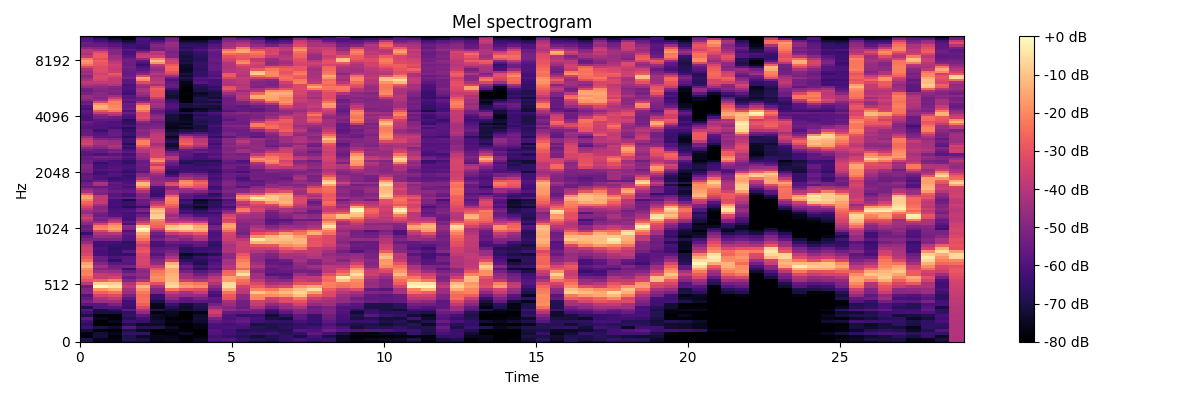 Mel spectrogram
+0 dB
8192
-10 dB
4096
-20 dB
-30 dB
2048
Hz
-40 dB
1024
-50 dB
-60 dB
512
-70 dB
0
-80 dB
0 5 10 15 20 25
Time